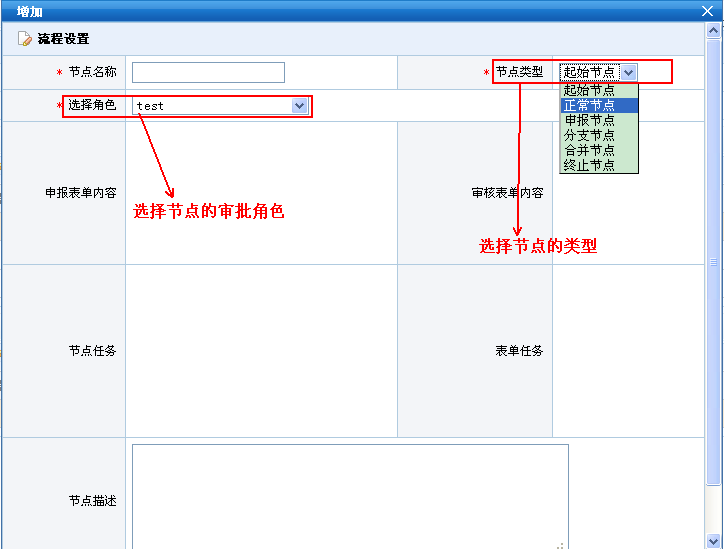 增加
流程设置
* 节点名称
* 节点类型 起始节点
起始节点
正常节点
申报节点
分支节点
合并节点
终止节点
* 选择角色 test
申报表单内容
审核表单内容
选择节点的审批角色
选择节点的类型
节点任务
表单任务
节点描述